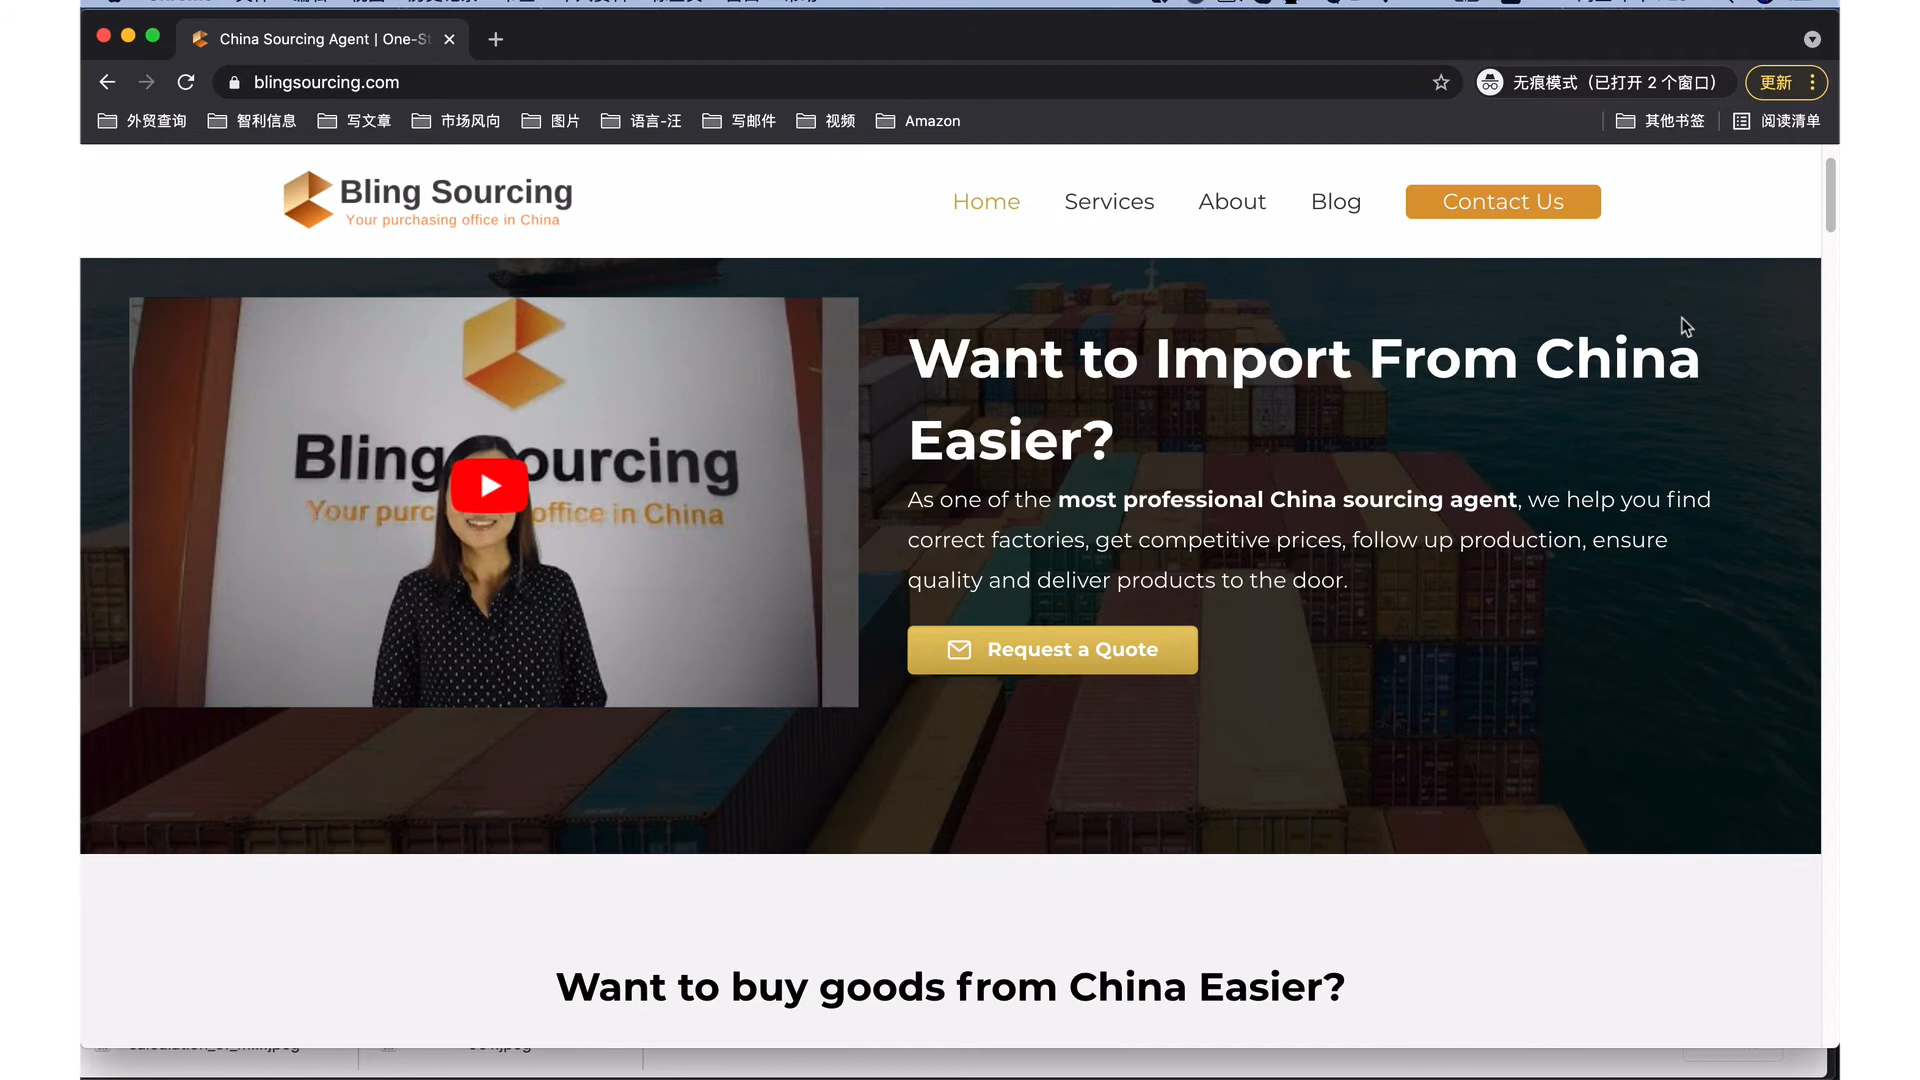 China Sourcing Agent | One-St
blingsourcing.com
无痕模式（已打开 2 个窗口）
更新
外贸查询 智利信息 写文章 市场风向 图片 语言-汪 写邮件 视频 Amazon 其他书签 阅读清单
Bling Sourcing
Your purchasing office in China
Home Services About Blog Contact Us
Bling ourcing
Your purc office in China
Want to Import From China
Easier?
As one of the most professional China sourcing agent, we help you find
correct factories, get competitive prices, follow up production, ensure
quality and deliver products to the door.
Request a Quote
Want to buy goods from China Easier?